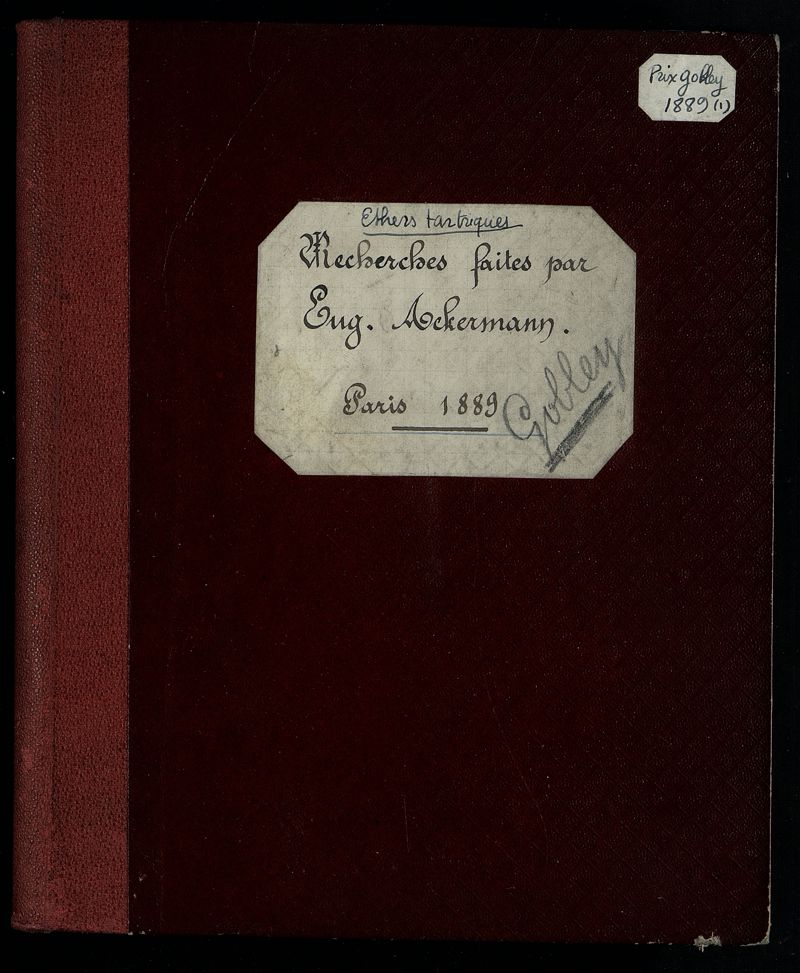 Prix Gobley
1889 (1)
Ethers tartriques
Recherches faites par
Eug. Ackermann.
Paris 1889
Gobley